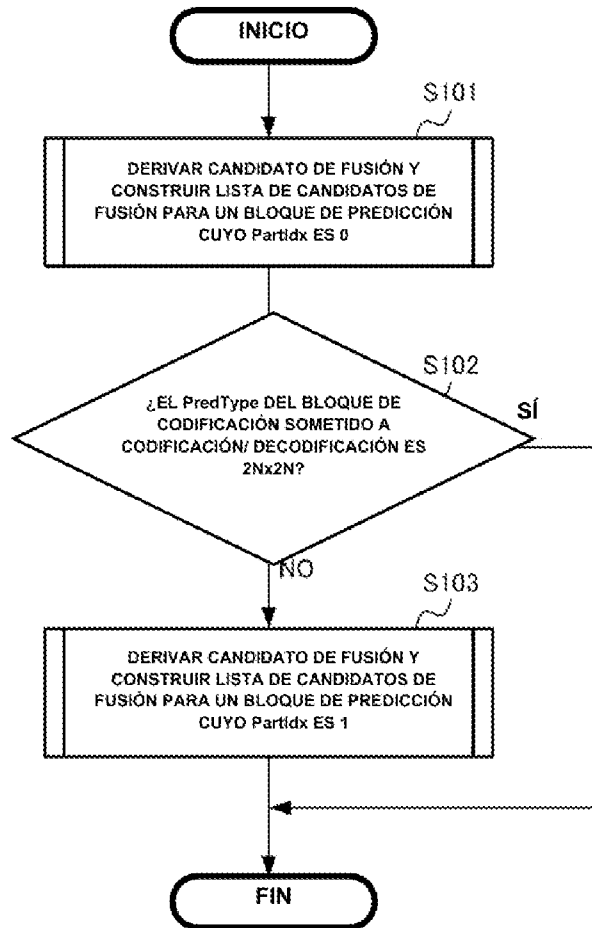 INICIO
S101
DERIVAR CANDIDATO DE FUSIÓN Y
CONSTRUIR LISTA DE CANDIDATOS DE
FUSIÓN PARA UN BLOQUE DE PREDICCIÓN
CUYO PartIdx ES 0
S102
¿EL PredType DEL BLOQUE DE
CODIFICACIÓN SOMETIDO A
CODIFICACIÓN/ DECODIFICACIÓN ES
2Nx2N?
SÍ
NO
S103
DERIVAR CANDIDATO DE FUSIÓN Y
CONSTRUIR LISTA DE CANDIDATOS DE
FUSIÓN PARA UN BLOQUE DE PREDICCIÓN
CUYO PartIdx ES 1
FIN